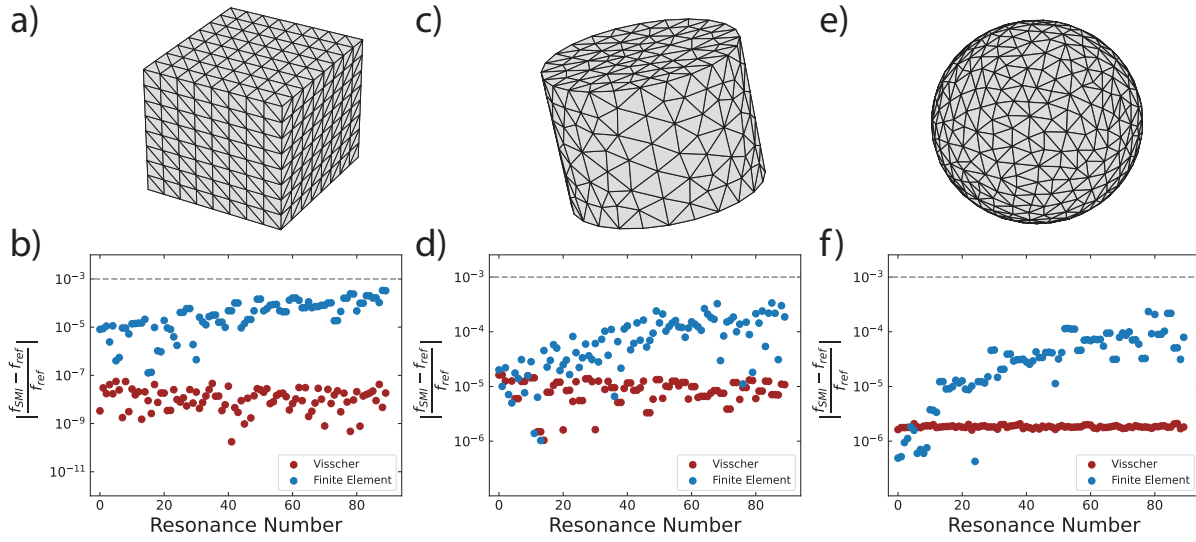 a)
c)
e)
b)
d)
f)
10⁻³
10⁻⁵
10⁻⁷
10⁻⁹
10⁻¹¹
|f_SMI − f_ref / f_ref|
Visscher
Finite Element
0 20 40 60 80
Resonance Number
10⁻³
10⁻⁴
10⁻⁵
10⁻⁶
|f_SMI − f_ref / f_ref|
Visscher
Finite Element
0 20 40 60 80
Resonance Number
10⁻³
10⁻⁴
10⁻⁵
10⁻⁶
|f_SMI − f_ref / f_ref|
Visscher
Finite Element
0 20 40 60 80
Resonance Number